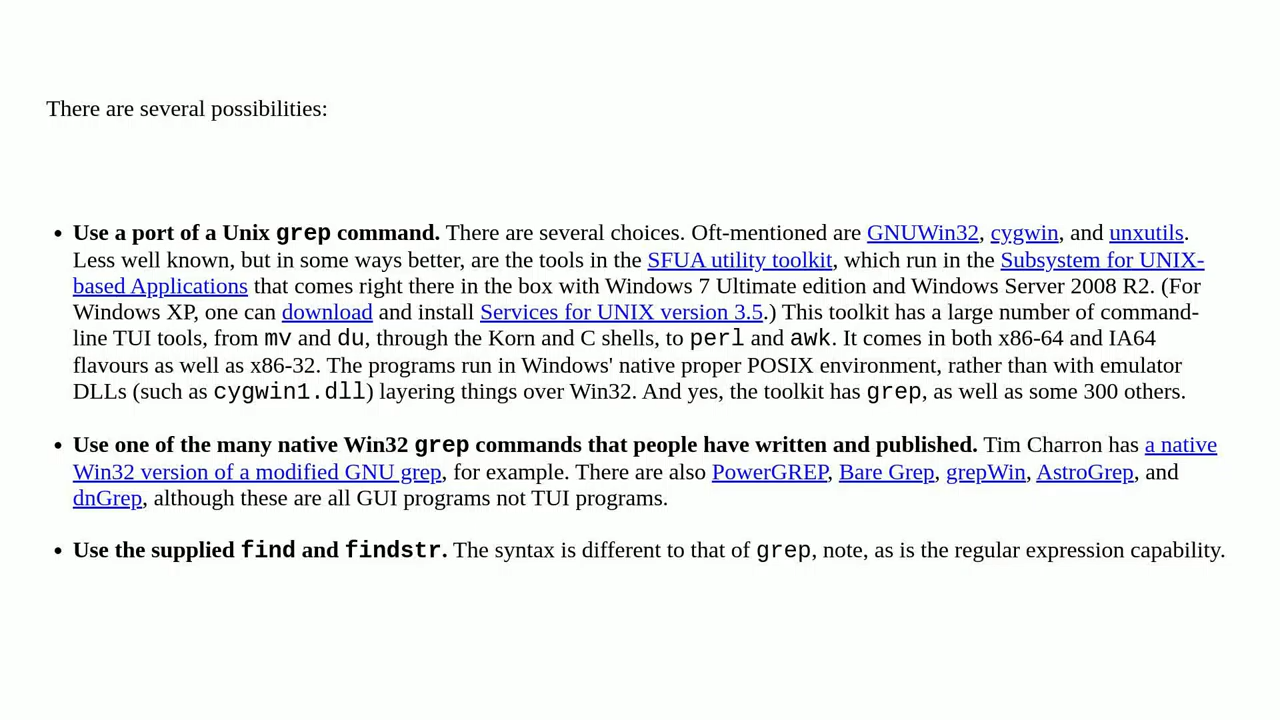 There are several possibilities:
• Use a port of a Unix grep command. There are several choices. Oft-mentioned are GNUWin32, cygwin, and unxutils.
Less well known, but in some ways better, are the tools in the SFUA utility toolkit, which run in the Subsystem for UNIX-
based Applications that comes right there in the box with Windows 7 Ultimate edition and Windows Server 2008 R2. (For
Windows XP, one can download and install Services for UNIX version 3.5.) This toolkit has a large number of command-
line TUI tools, from mv and du, through the Korn and C shells, to perl and awk. It comes in both x86-64 and IA64
flavours as well as x86-32. The programs run in Windows' native proper POSIX environment, rather than with emulator
DLLs (such as cygwin1.dll) layering things over Win32. And yes, the toolkit has grep, as well as some 300 others.
• Use one of the many native Win32 grep commands that people have written and published. Tim Charron has a native
Win32 version of a modified GNU grep, for example. There are also PowerGREP, Bare Grep, grepWin, AstroGrep, and
dnGrep, although these are all GUI programs not TUI programs.
• Use the supplied find and findstr. The syntax is different to that of grep, note, as is the regular expression capability.